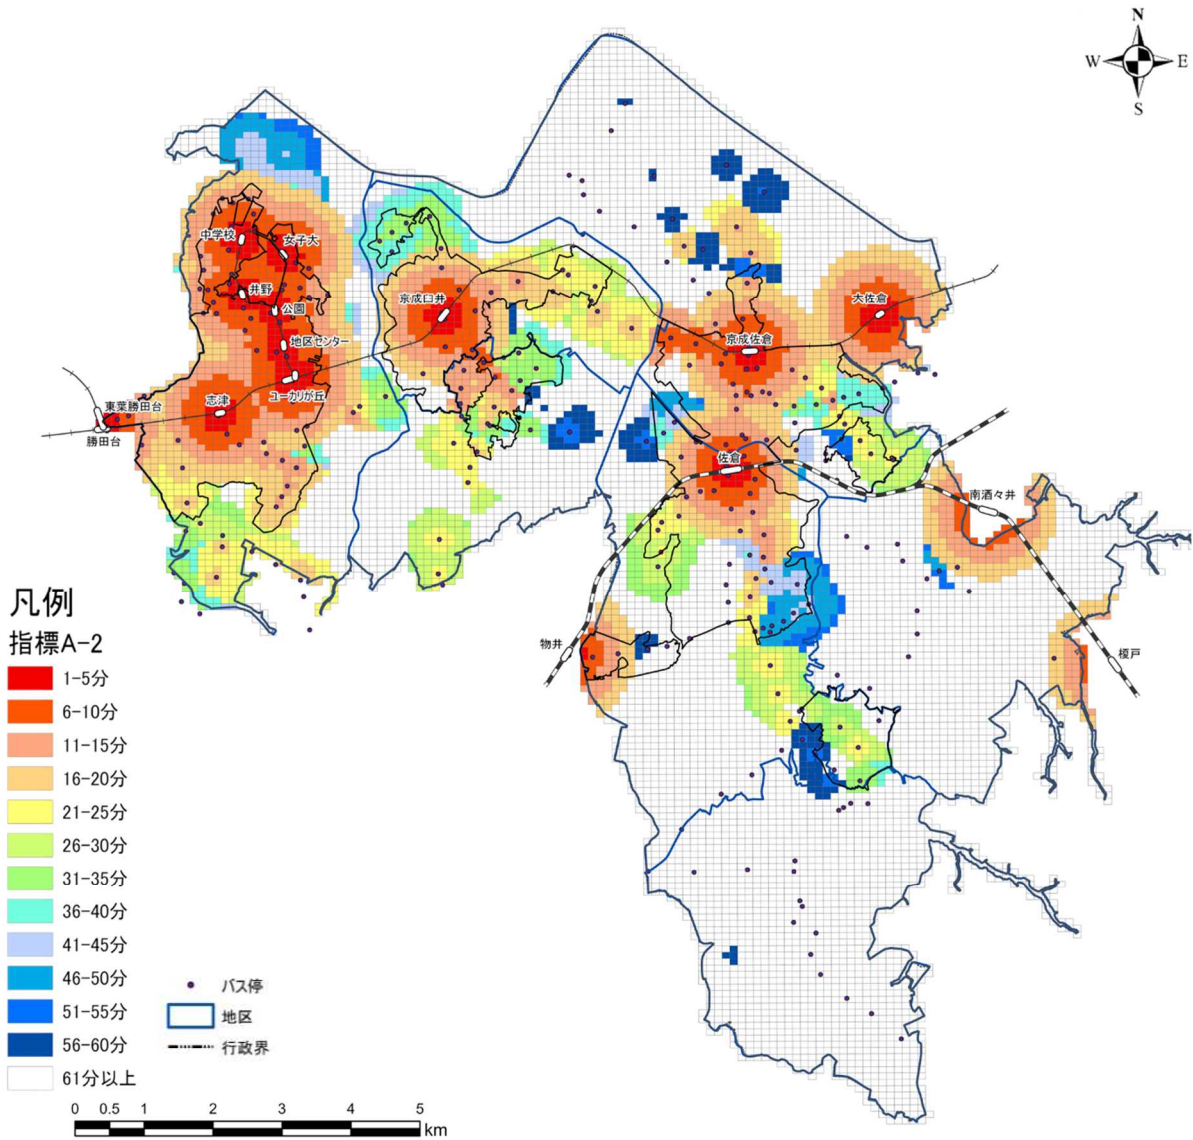 N
W
E
S
中学校
女子大
井野
公園
地区センター
ユーカリが丘
志津
東葉勝田台
勝田台
京成臼井
京成佐倉
大佐倉
佐倉
南酒々井
物井
榎戸
凡例
指標A-2
1-5分
6-10分
11-15分
16-20分
21-25分
26-30分
31-35分
36-40分
41-45分
46-50分
51-55分
56-60分
61分以上
バス停
地区
行政界
0 0.5 1 2 3 4 5
km